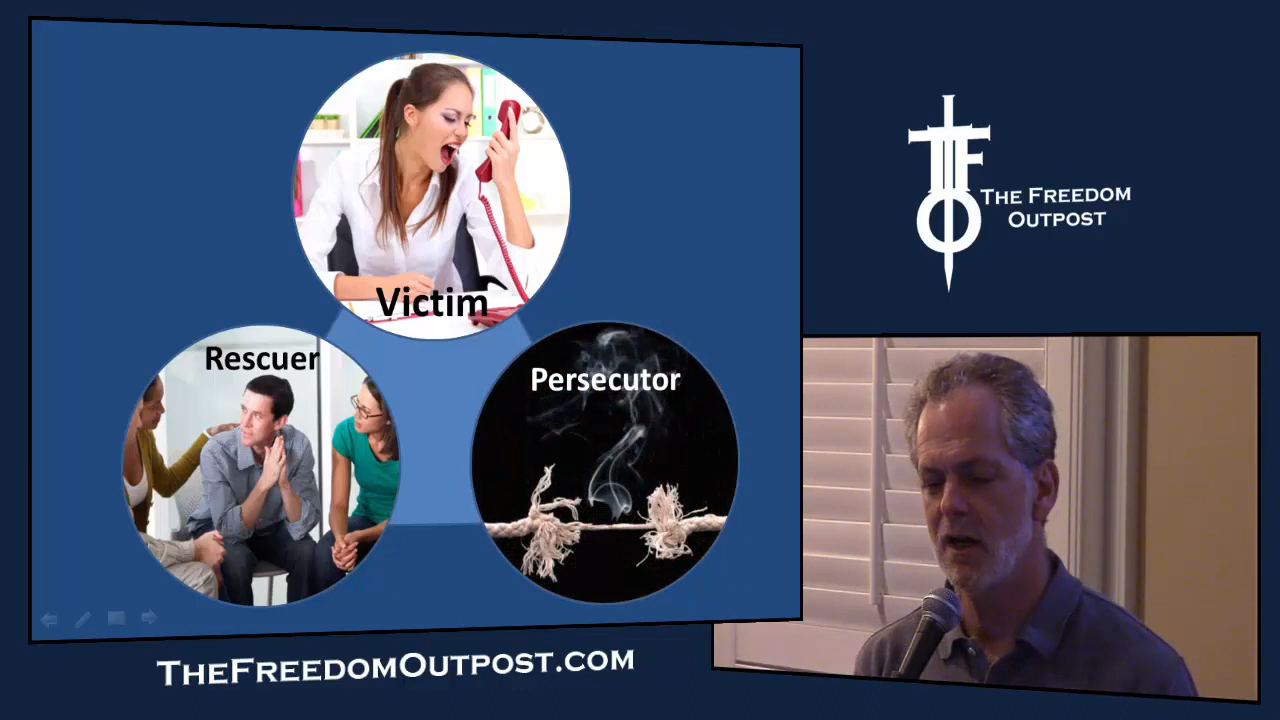 Victim
Rescuer
Persecutor
THE FREEDOM
OUTPOST
THEFREEDOMOUTPOST.COM